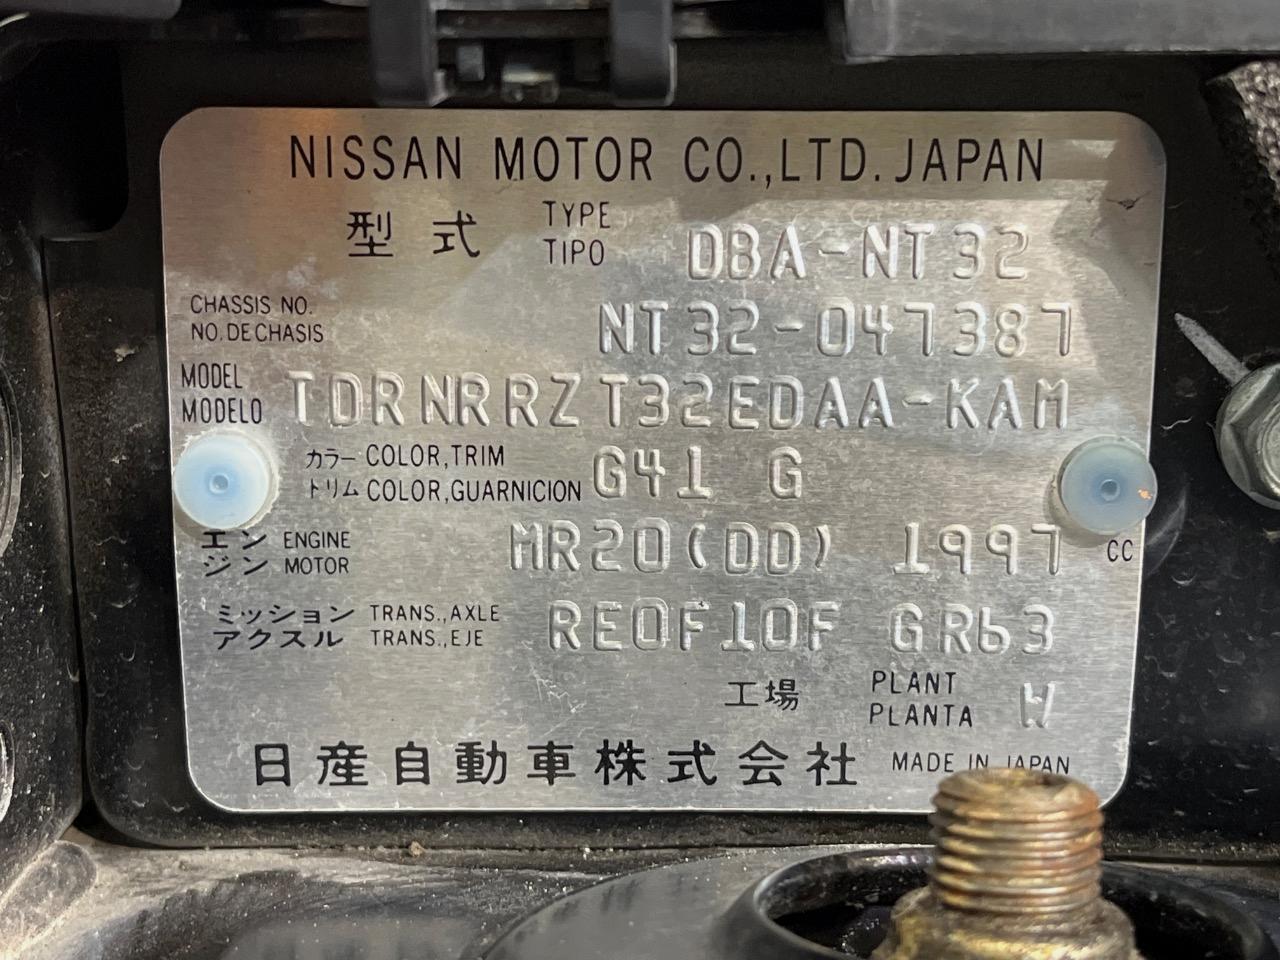 NISSAN MOTOR CO.,LTD. JAPAN
型式 TYPE DBA-NT32
TIPO
CHASSIS NO. NT32-047387
NO. DE CHASIS
MODEL TDRNRRZT32EDAA-KAM
MODELO
カラー COLOR,TRIM G41 G
トリム COLOR,GUARNICION
エン ENGINE MR20(DD) 1997 CC
ジン MOTOR
ミッション TRANS.,AXLE RE0F10F GR63
アクスル TRANS.,EJE
工場 PLANT W
PLANTA
日産自動車株式会社 MADE IN JAPAN